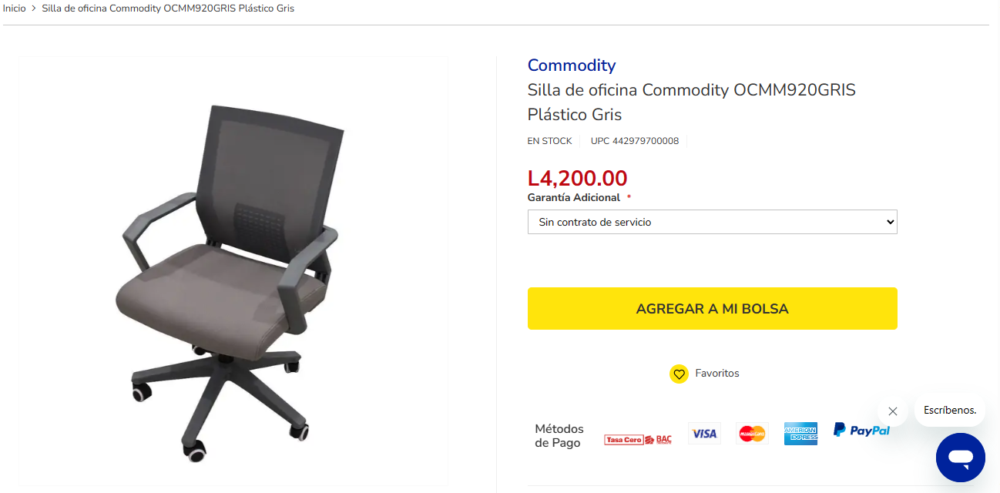 Inicio > Silla de oficina Commodity OCMM920GRIS Plástico Gris
Commodity
Silla de oficina Commodity OCMM920GRIS
Plástico Gris
EN STOCK
UPC 442979700008
L4,200.00
Garantía Adicional *
Sin contrato de servicio
AGREGAR A MI BOLSA
Favoritos
Escríbenos.
Métodos
de Pago
Tasa Cero BAC
VISA
MasterCard
AMERICAN
EXPRESS
PayPal